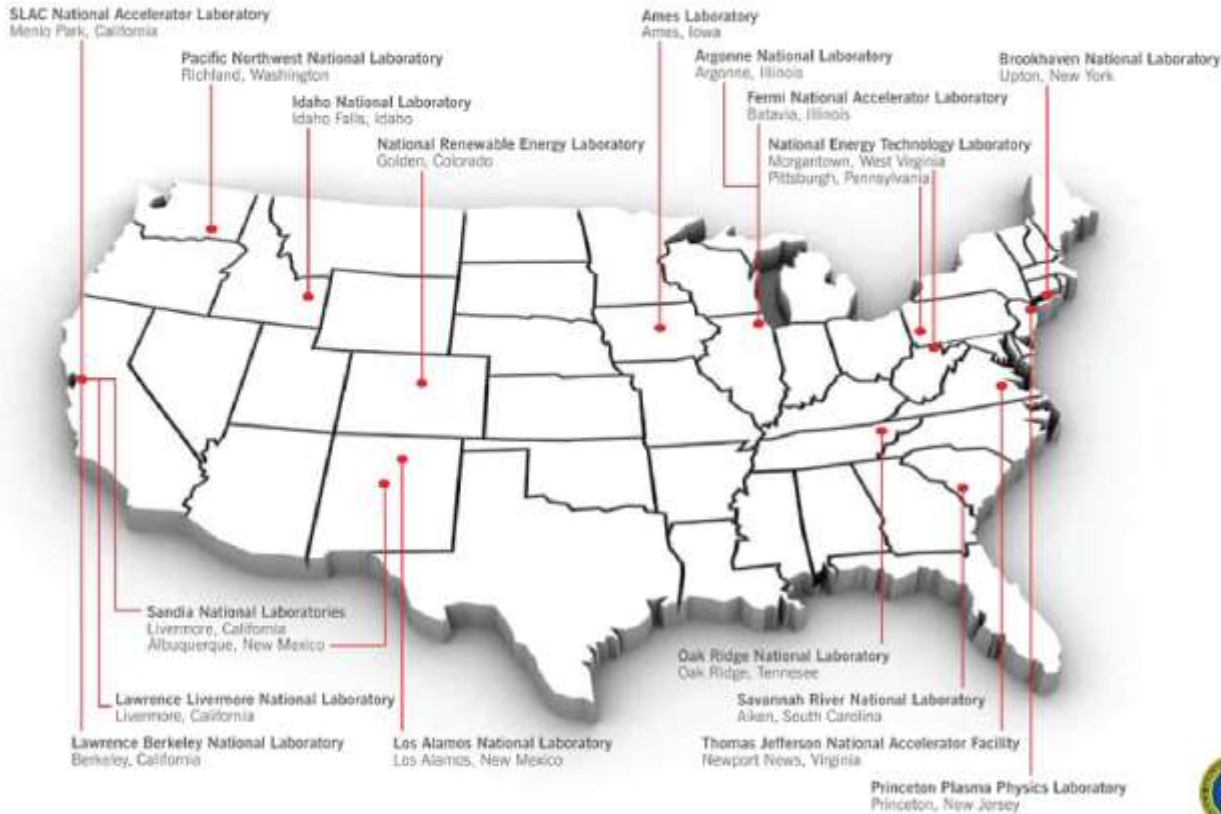 SLAC National Accelerator Laboratory
Menlo Park, California
Pacific Northwest National Laboratory
Richland, Washington
Idaho National Laboratory
Idaho Falls, Idaho
National Renewable Energy Laboratory
Golden, Colorado
Ames Laboratory
Ames, Iowa
Argonne National Laboratory
Argonne, Illinois
Fermi National Accelerator Laboratory
Batavia, Illinois
National Energy Technology Laboratory
Morgantown, West Virginia
Pittsburgh, Pennsylvania
Brookhaven National Laboratory
Upton, New York
Sandia National Laboratories
Livermore, California
Albuquerque, New Mexico
Lawrence Livermore National Laboratory
Livermore, California
Lawrence Berkeley National Laboratory
Berkeley, California
Los Alamos National Laboratory
Los Alamos, New Mexico
Oak Ridge National Laboratory
Oak Ridge, Tennesee
Savannah River National Laboratory
Aiken, South Carolina
Thomas Jefferson National Accelerator Facility
Newport News, Virginia
Princeton Plasma Physics Laboratory
Princeton, New Jersey